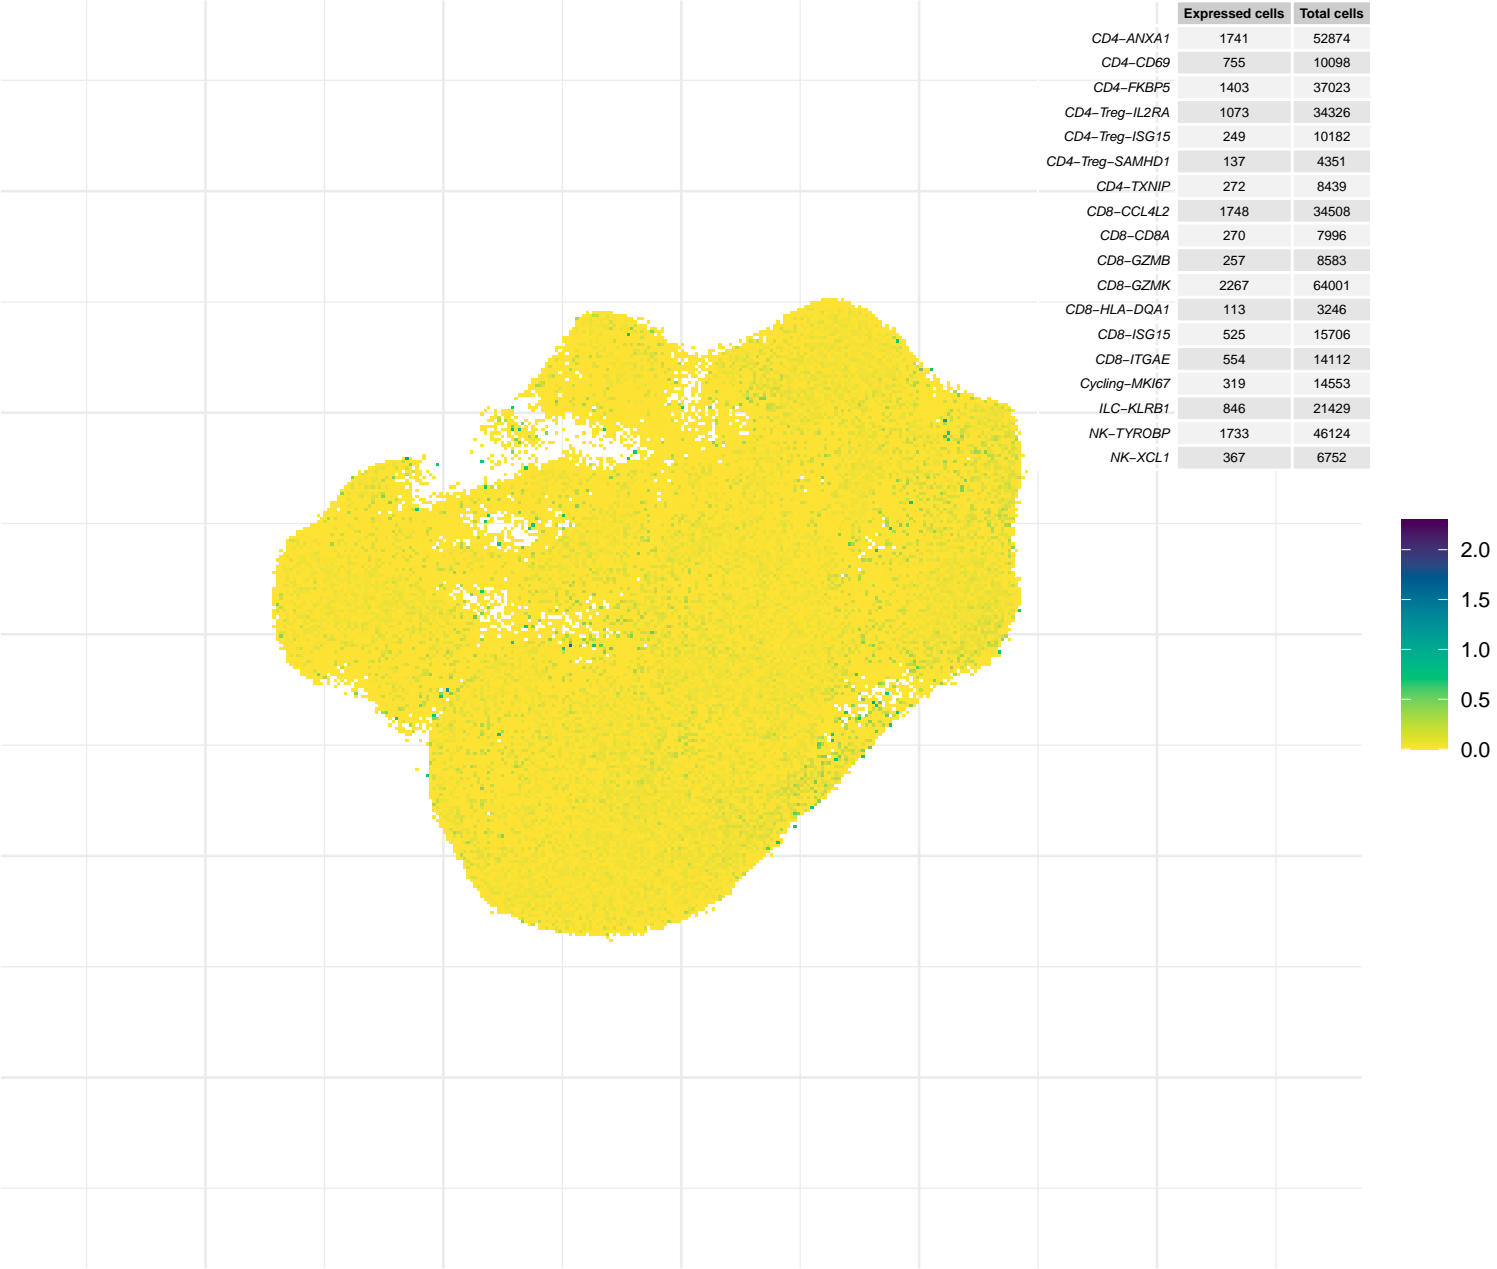 Expressed cells Total cells
CD4−ANXA1 1741 52874
CD4−CD69 755 10098
CD4−FKBP5 1403 37023
CD4−Treg−IL2RA 1073 34326
CD4−Treg−ISG15 249 10182
CD4−Treg−SAMHD1 137 4351
CD4−TXNIP 272 8439
CD8−CCL4L2 1748 34508
CD8−CD8A 270 7996
CD8−GZMB 257 8583
CD8−GZMK 2267 64001
CD8−HLA−DQA1 113 3246
CD8−ISG15 525 15706
CD8−ITGAE 554 14112
Cycling−MKI67 319 14553
ILC−KLRB1 846 21429
NK−TYROBP 1733 46124
NK−XCL1 367 6752
2.0
1.5
1.0
0.5
0.0